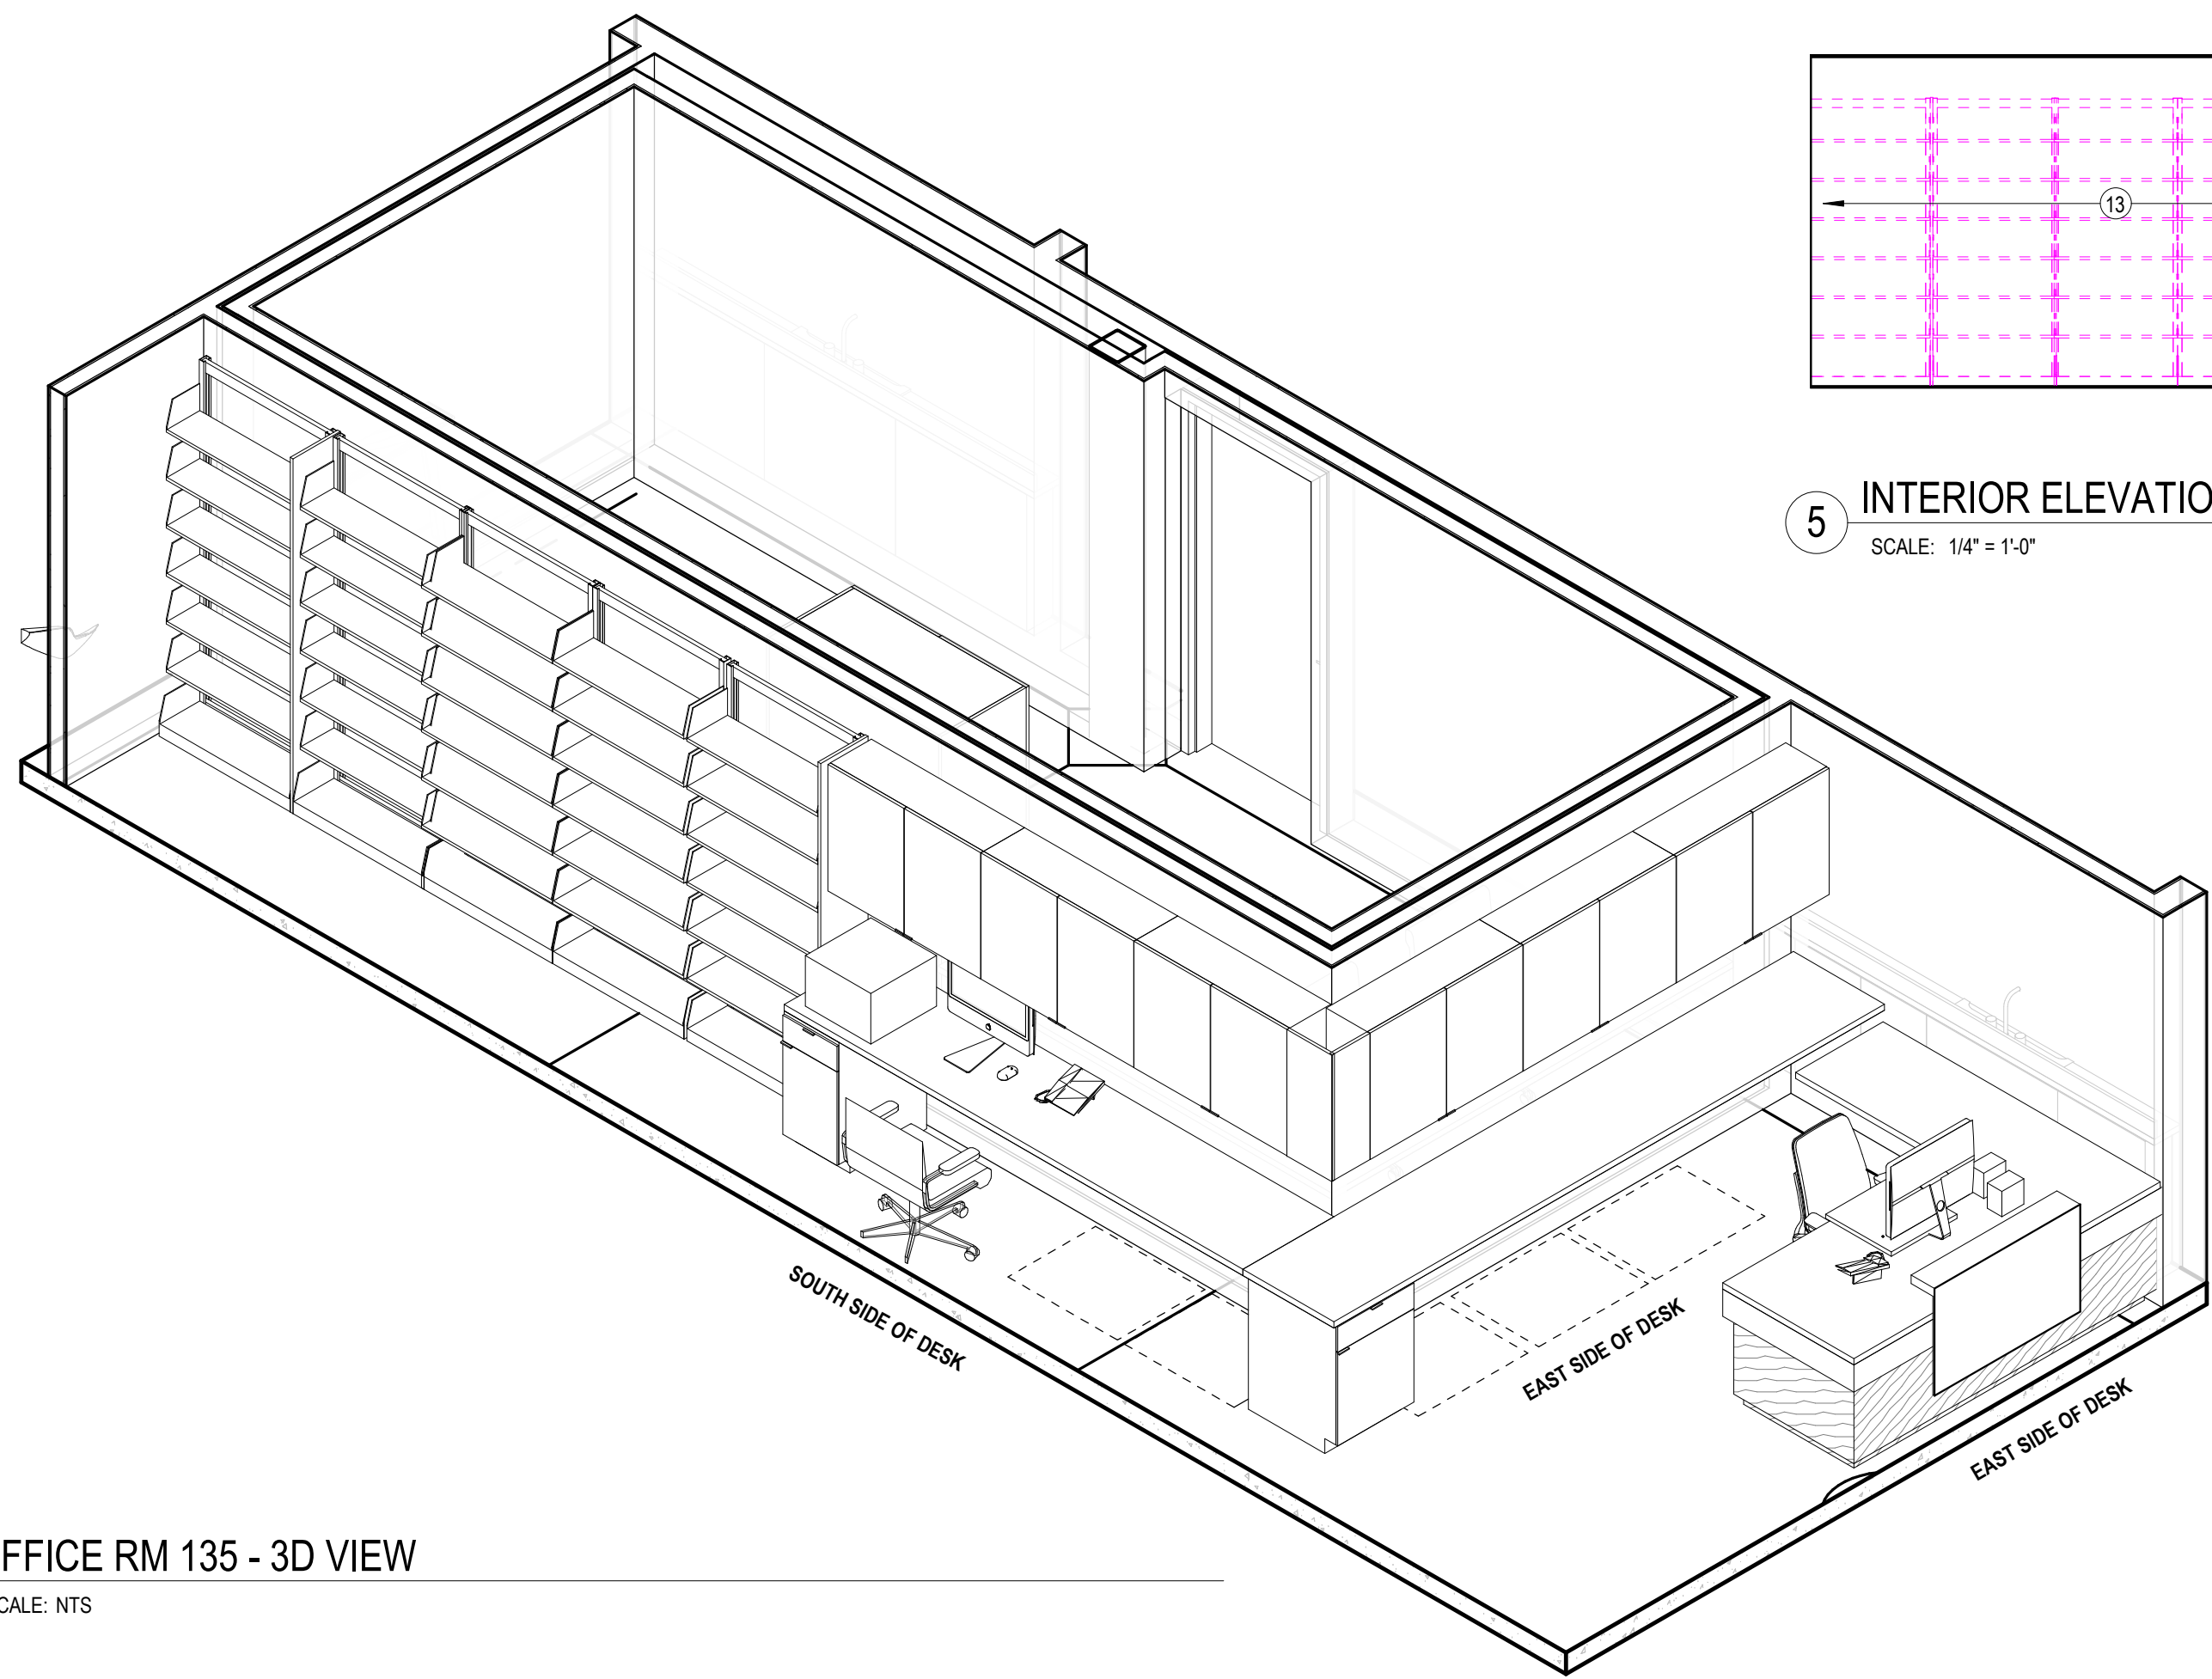 13
5
INTERIOR ELEVATIO
SCALE: 1/4" = 1'-0"
SOUTH SIDE OF DESK
EAST SIDE OF DESK
EAST SIDE OF DESK
FFICE RM 135 - 3D VIEW
CALE: NTS